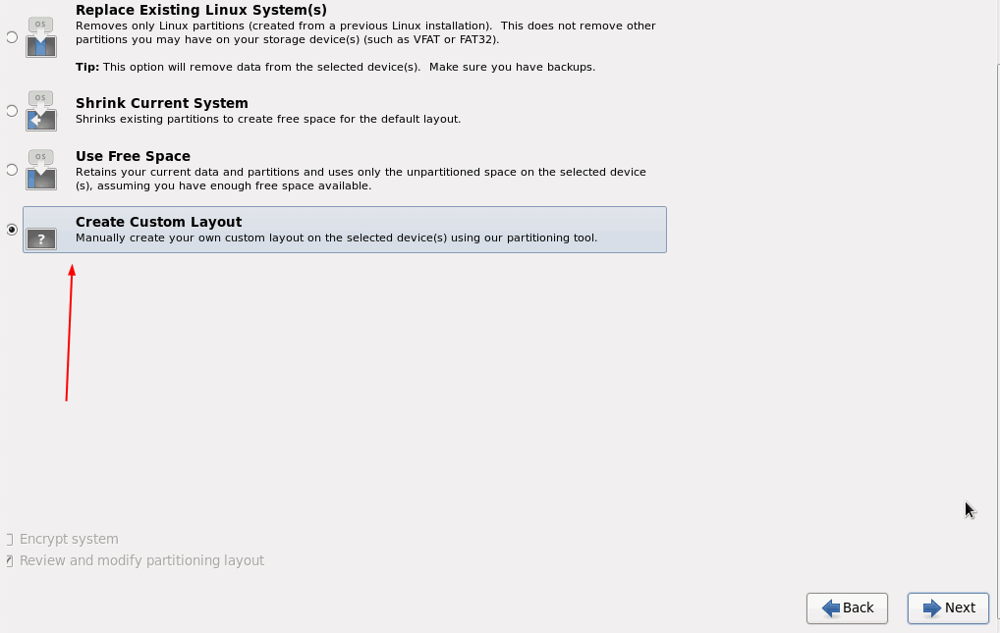 Replace Existing Linux System(s)
OS
Removes only Linux partitions (created from a previous Linux installation).  This does not remove other
partitions you may have on your storage device(s) (such as VFAT or FAT32).
Tip: This option will remove data from the selected device(s).  Make sure you have backups.
OS
Shrink Current System
Shrinks existing partitions to create free space for the default layout.
OS
Use Free Space
Retains your current data and partitions and uses only the unpartitioned space on the selected device
(s), assuming you have enough free space available.
Create Custom Layout
?
Manually create your own custom layout on the selected device(s) using our partitioning tool.
Encrypt system
Review and modify partitioning layout
Back
Next